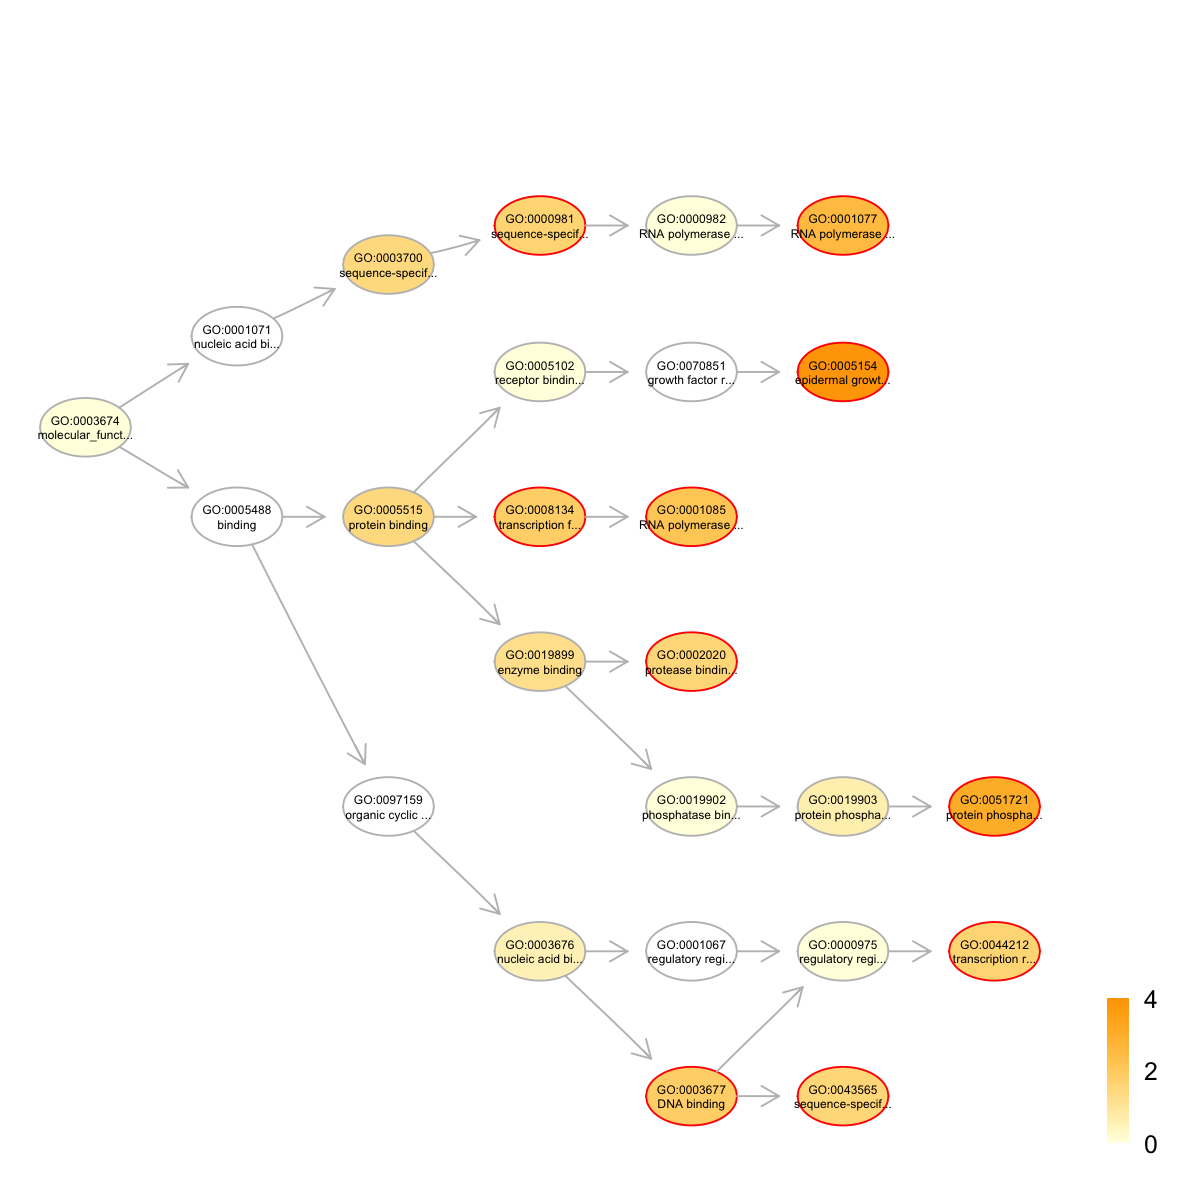 GO:0000981
sequence-specif...
GO:0000982
RNA polymerase ...
GO:0001077
RNA polymerase ...
GO:0003700
sequence-specif...
GO:0001071
nucleic acid bi...
GO:0005102
receptor bindin...
GO:0070851
growth factor r...
GO:0005154
epidermal growt...
GO:0003674
molecular_funct...
GO:0005488
binding
GO:0005515
protein binding
GO:0008134
transcription f...
GO:0001085
RNA polymerase ...
GO:0019899
enzyme binding
GO:0002020
protease bindin...
GO:0097159
organic cyclic ...
GO:0019902
phosphatase bin...
GO:0019903
protein phospha...
GO:0051721
protein phospha...
GO:0003676
nucleic acid bi...
GO:0001067
regulatory regi...
GO:0000975
regulatory regi...
GO:0044212
transcription r...
GO:0003677
DNA binding
GO:0043565
sequence-specif...
4
2
0